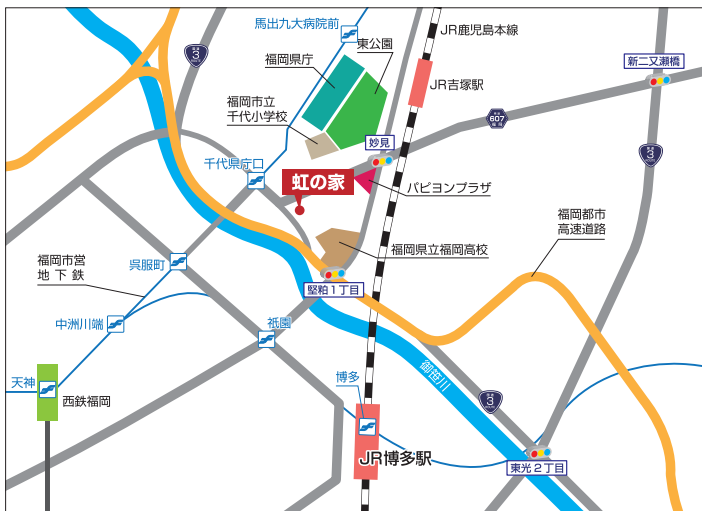 馬出九大病院前
JR鹿児島本線
東公園
福岡県庁
3
JR吉塚駅
新二又瀬橋
福岡市立
千代小学校
607
妙見
3
千代県庁口
虹の家
パピヨンプラザ
福岡都市
高速道路
福岡県立福岡高校
福岡市営
地下鉄
呉服町
堅粕1丁目
中洲川端
祇園
御笠川
天神
博多
西鉄福岡
3
JR博多駅
東光2丁目